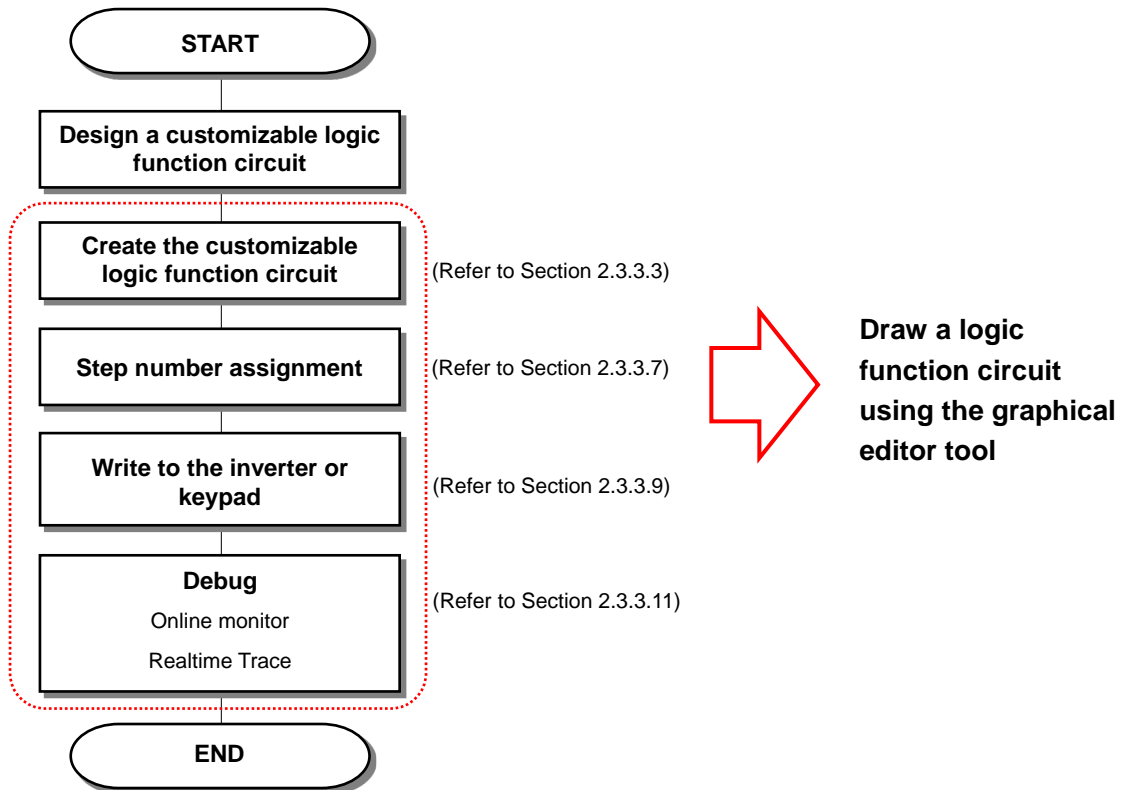 START
Design a customizable logic
function circuit
Create the customizable
logic function circuit
(Refer to Section 2.3.3.3)
Step number assignment
(Refer to Section 2.3.3.7)
Write to the inverter or
keypad
(Refer to Section 2.3.3.9)
Debug
Online monitor
Realtime Trace
(Refer to Section 2.3.3.11)
END
Draw a logic
function circuit
using the graphical
editor tool